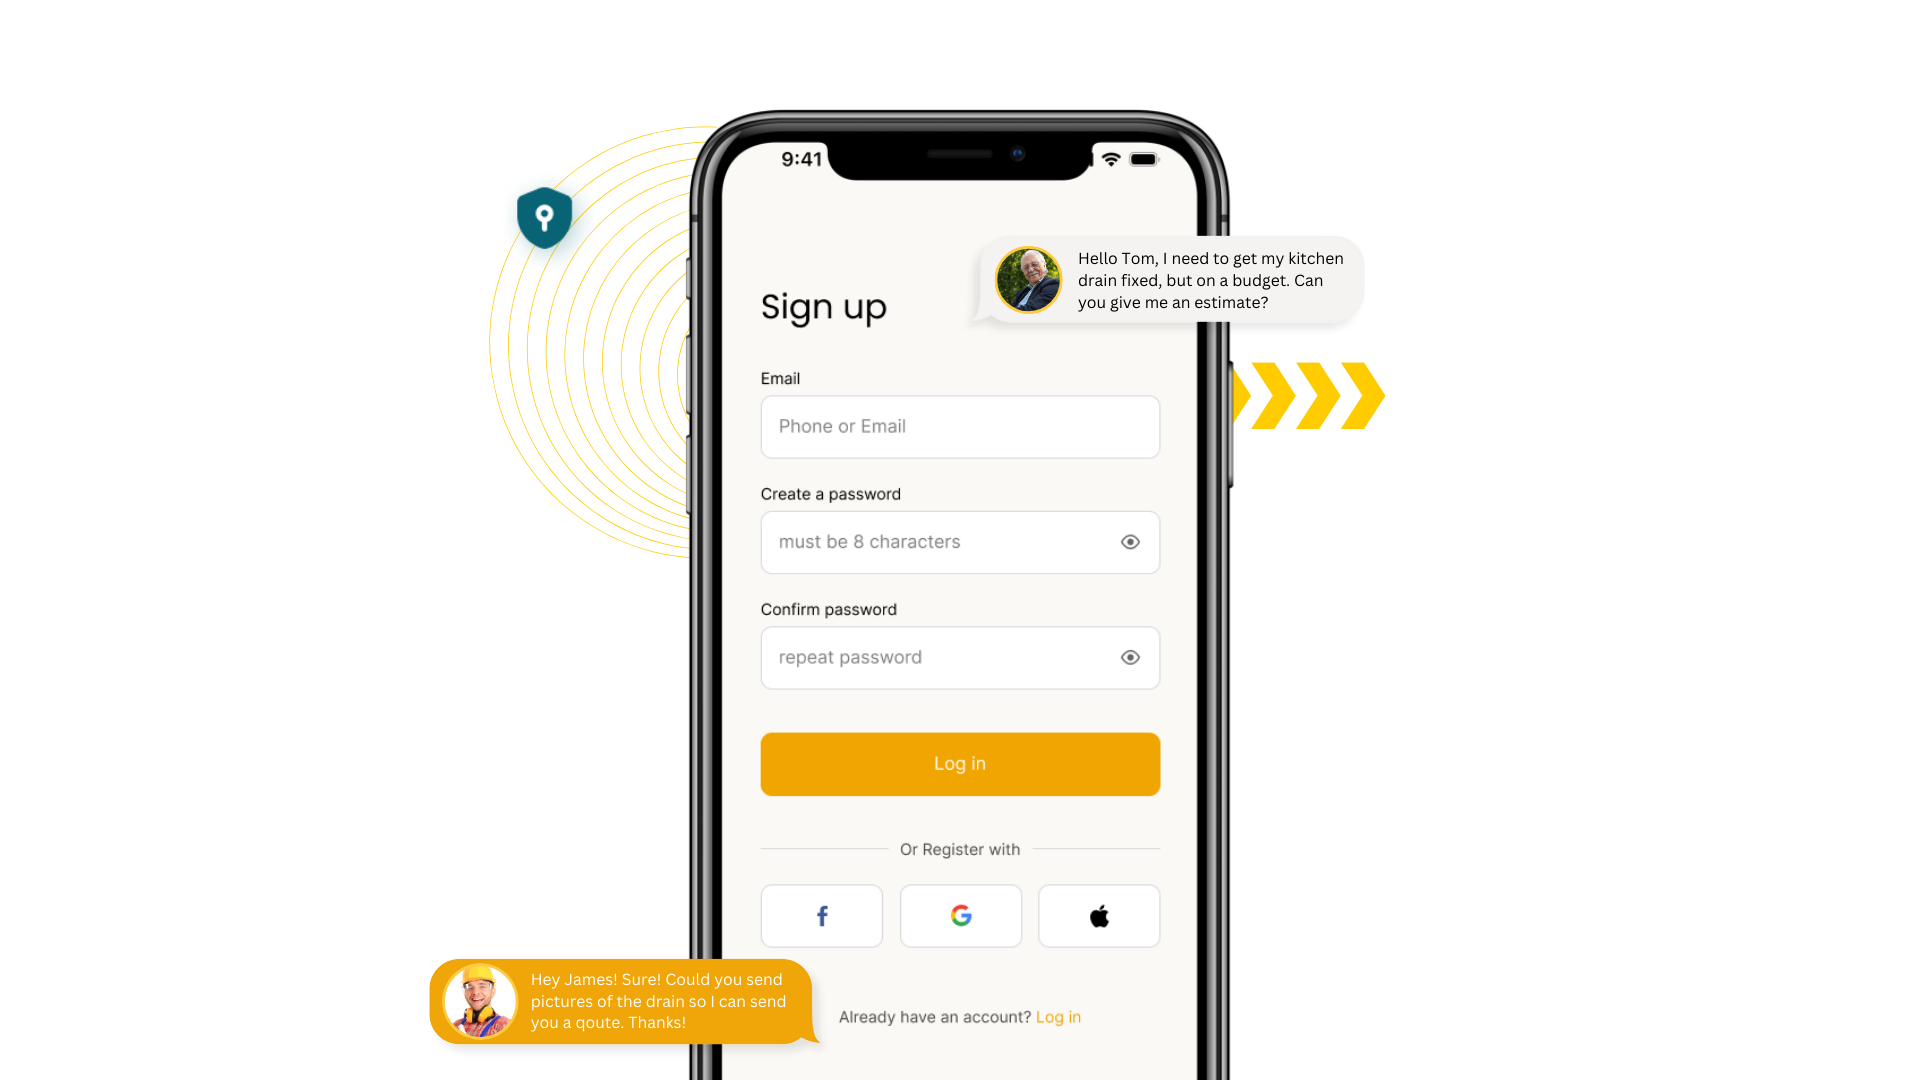 9:41
Hello Tom, I need to get my kitchen
drain fixed, but on a budget. Can
you give me an estimate?
Sign up
Email
Phone or Email
Create a password
must be 8 characters
Confirm password
repeat password
Log in
Or Register with
Hey James! Sure! Could you send
pictures of the drain so I can send
you a qoute. Thanks!
Already have an account? Log in